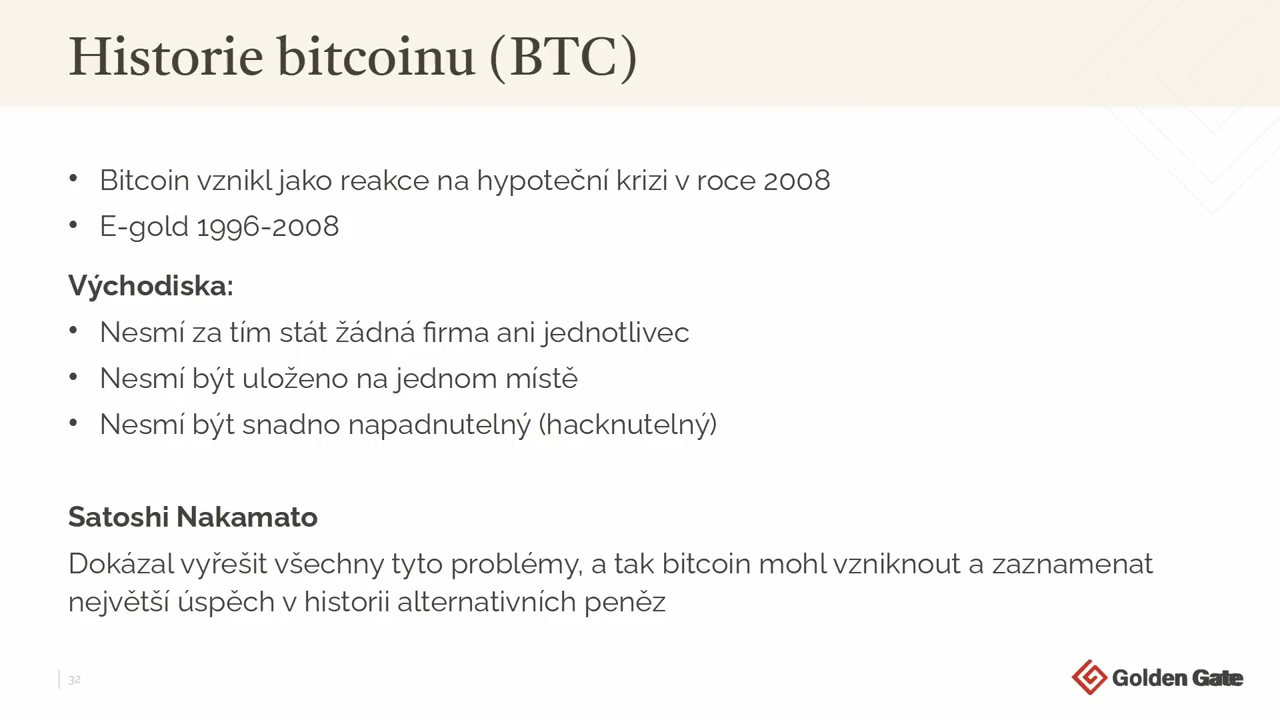 Historie bitcoinu (BTC)
• Bitcoin vznikl jako reakce na hypoteční krizi v roce 2008
• E-gold 1996-2008
Východiska:
• Nesmí za tím stát žádná firma ani jednotlivec
• Nesmí být uloženo na jednom místě
• Nesmí být snadno napadnutelný (hacknutelný)
Satoshi Nakamato
Dokázal vyřešit všechny tyto problémy, a tak bitcoin mohl vzniknout a zaznamenat
největší úspěch v historii alternativních peněz
32
Golden Gate